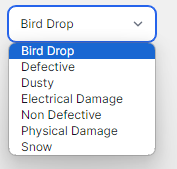 Bird Drop
Bird Drop
Defective
Dusty
Electrical Damage
Non Defective
Physical Damage
Snow